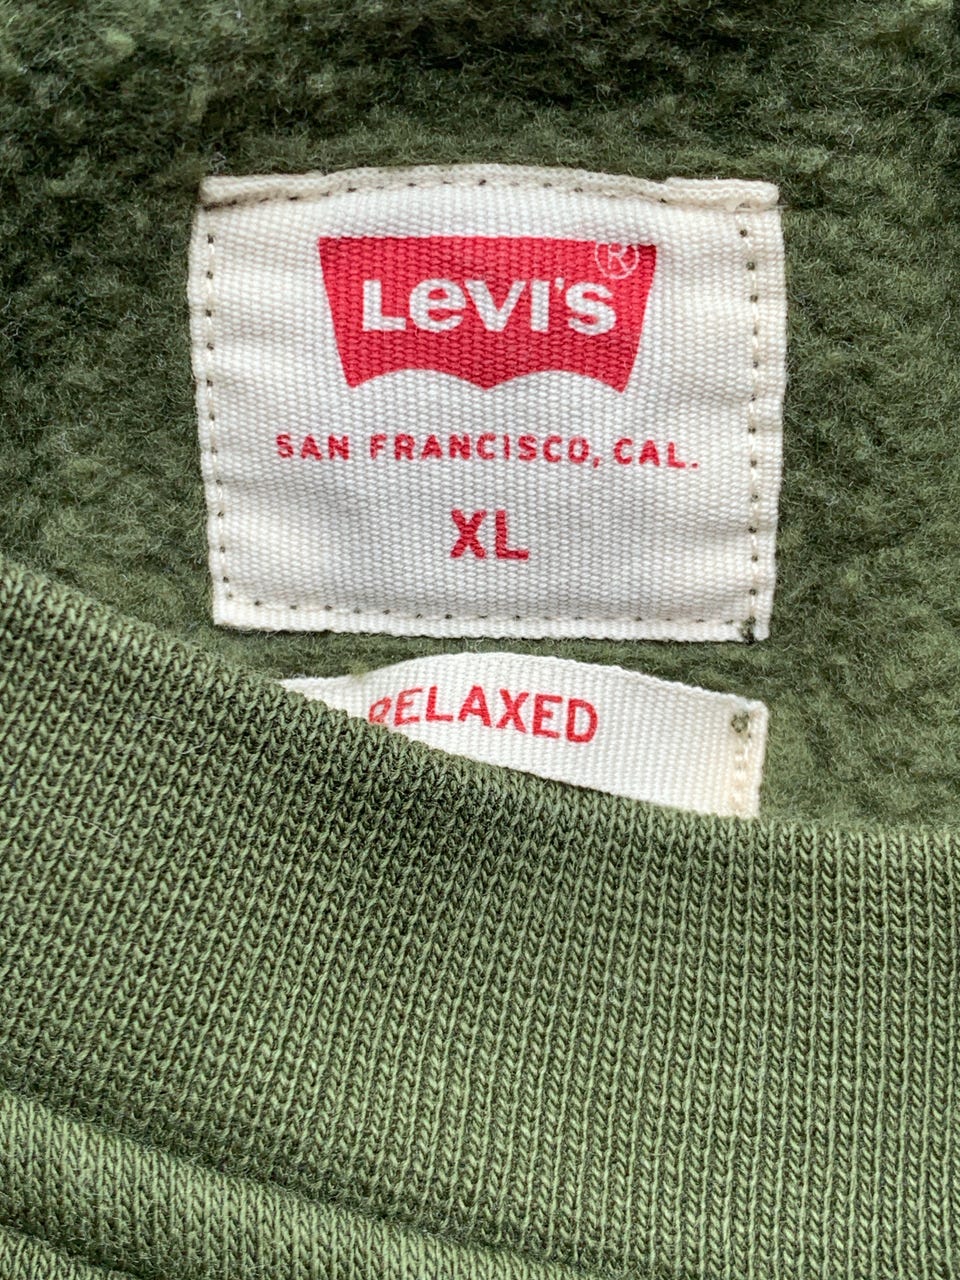 Levi's®
SAN FRANCISCO, CAL.
XL
RELAXED